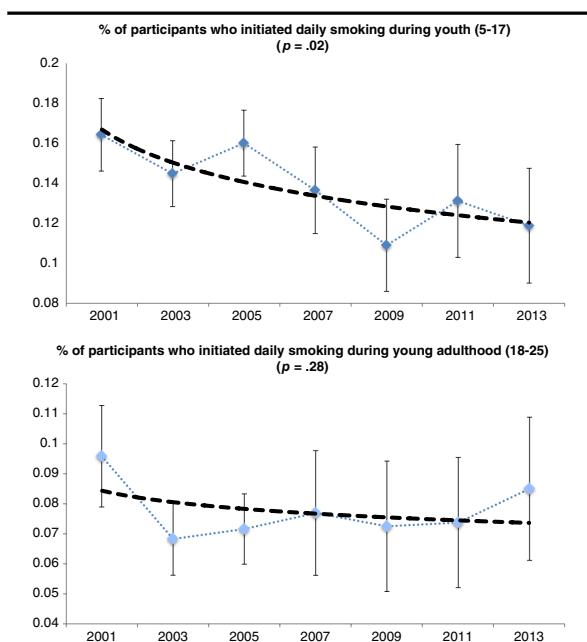 % of participants who initiated daily smoking during youth (5-17)
(p = .02)
0.2
0.18
0.16
0.14
0.12
0.1
0.08
2001 2003 2005 2007 2009 2011 2013
% of participants who initiated daily smoking during young adulthood (18-25)
(p = .28)
0.12
0.11
0.1
0.09
0.08
0.07
0.06
0.05
0.04
2001 2003 2005 2007 2009 2011 2013